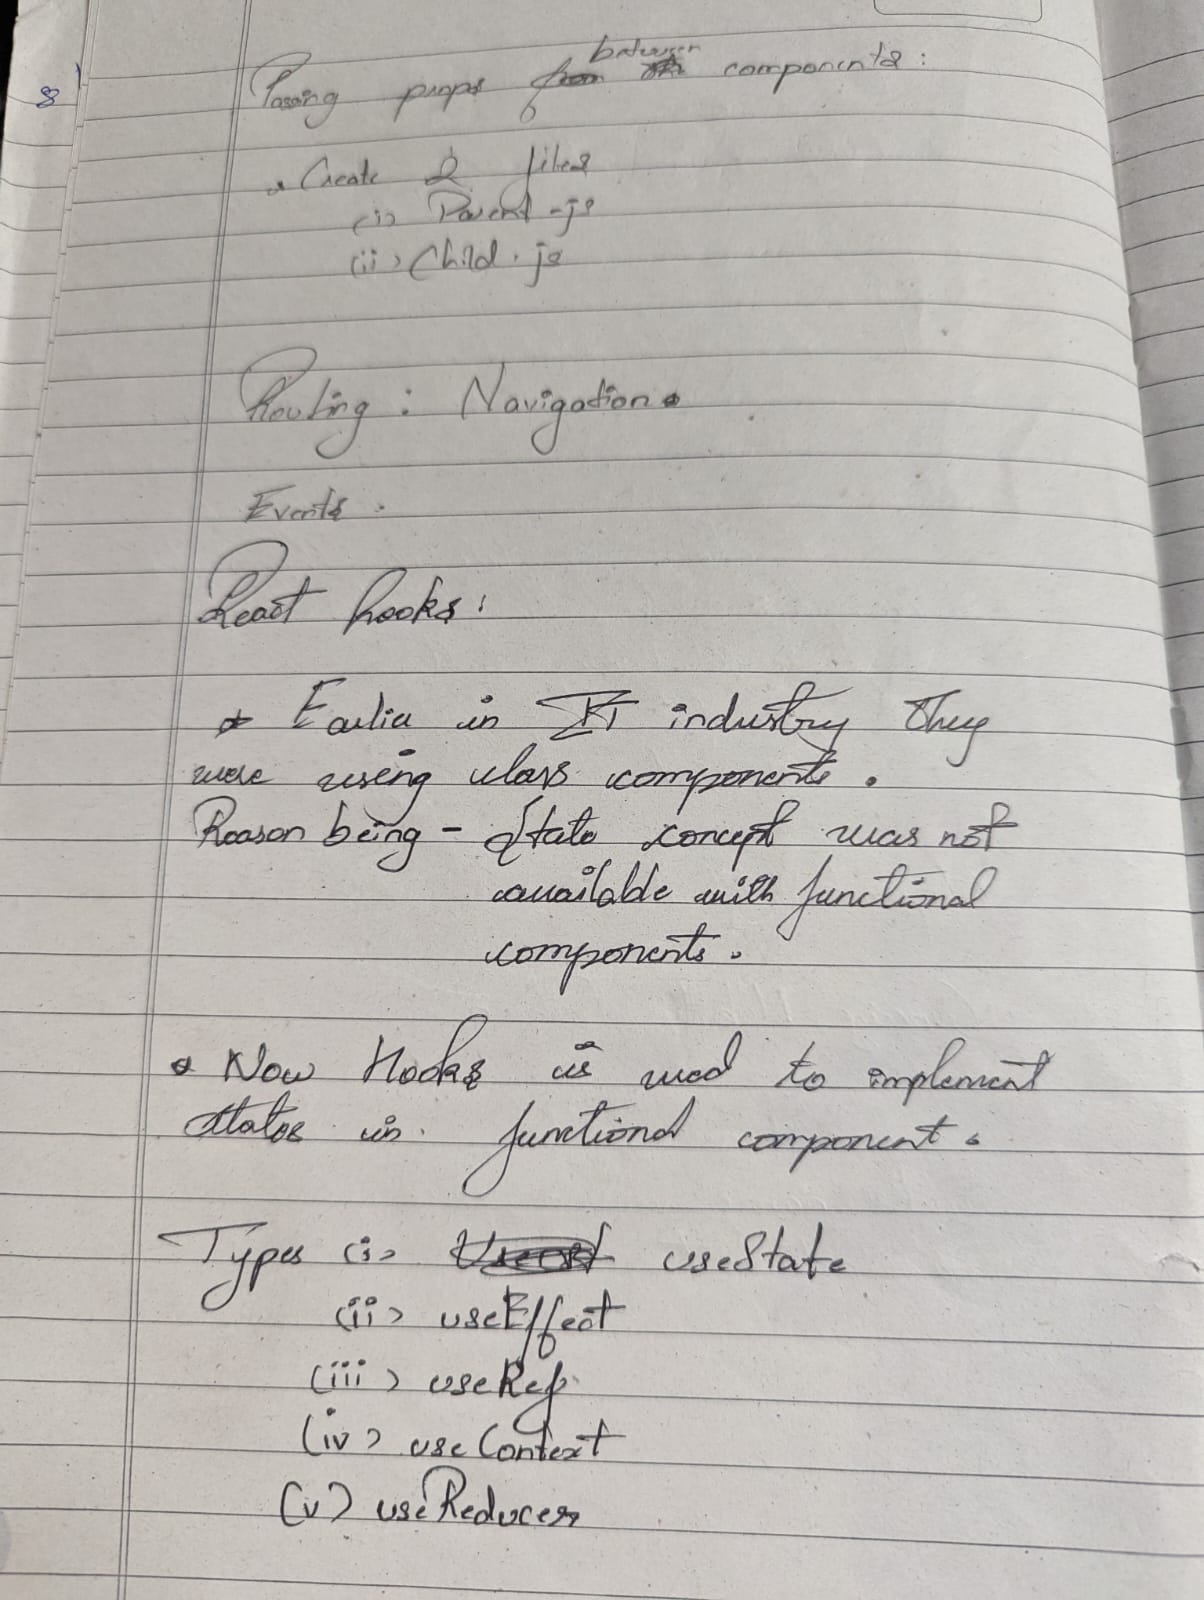 8
Passing props between components:
* Create 2 files
(i) Parent.js
(ii) Child.js
Routing: Navigation.
Events.
React hooks:
* Earlier in IT industry they
were using class components.
Reason being - State concept was not
available with functional
components.
* Now Hooks is used to implement
states in functional component.
Types (i) useState
(ii) useEffect
(iii) useRef
(iv) useContext
(v) useReducer